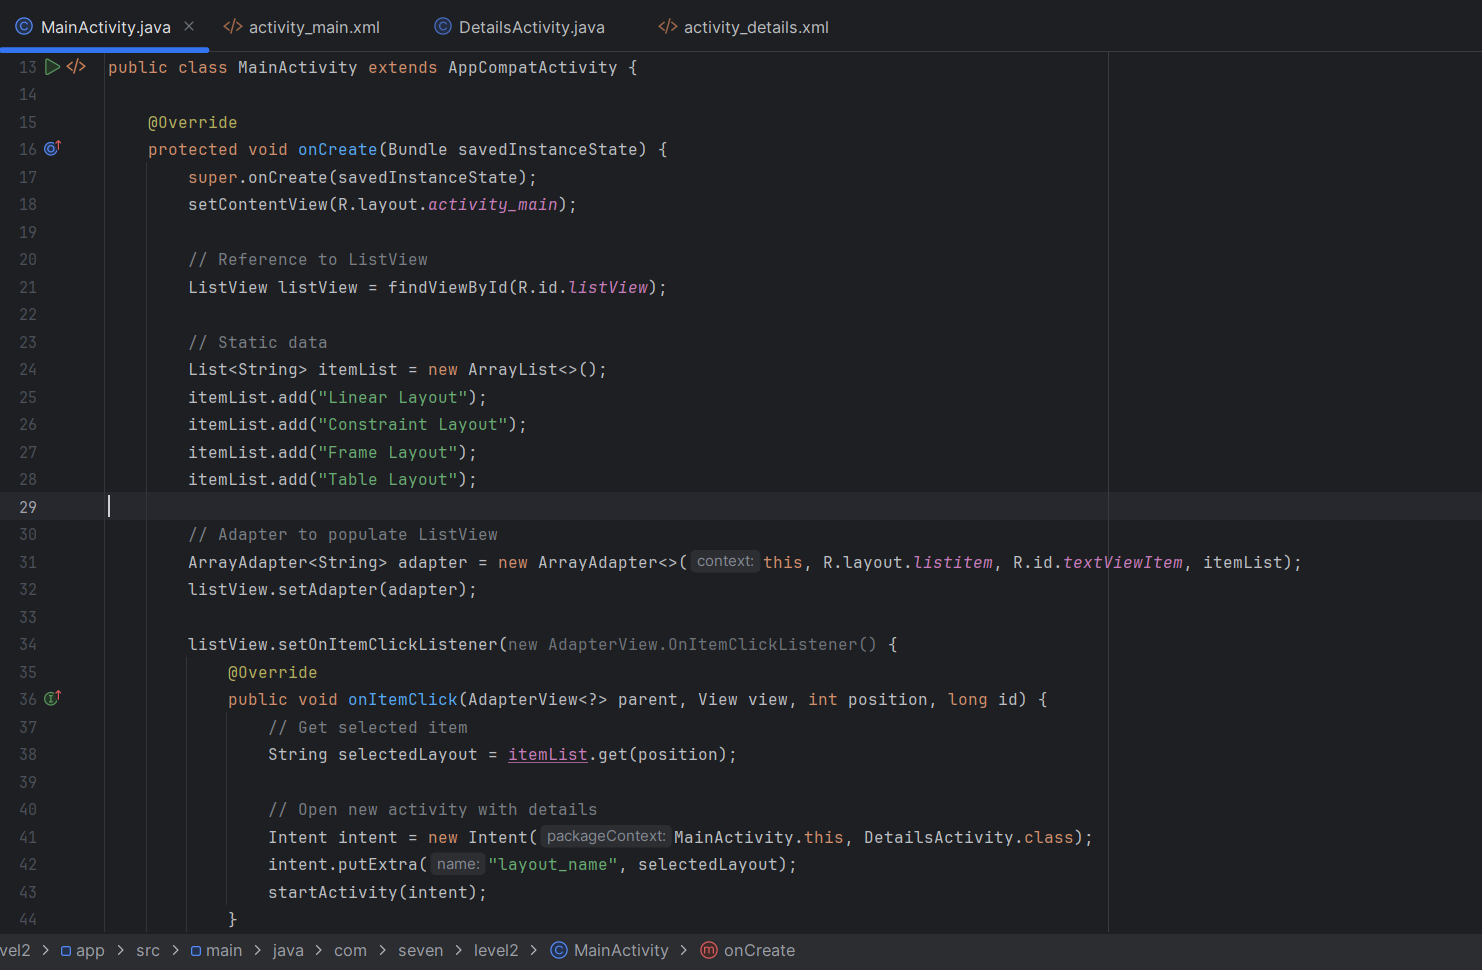 MainActivity.java activity_main.xml DetailsActivity.java activity_details.xml
13 public class MainActivity extends AppCompatActivity {
14
15 @Override
16 protected void onCreate(Bundle savedInstanceState) {
17 super.onCreate(savedInstanceState);
18 setContentView(R.layout.activity_main);
19
20 // Reference to ListView
21 ListView listView = findViewById(R.id.listView);
22
23 // Static data
24 List<String> itemList = new ArrayList<>();
25 itemList.add("Linear Layout");
26 itemList.add("Constraint Layout");
27 itemList.add("Frame Layout");
28 itemList.add("Table Layout");
29
30 // Adapter to populate ListView
31 ArrayAdapter<String> adapter = new ArrayAdapter<>( context: this, R.layout.listitem, R.id.textViewItem, itemList);
32 listView.setAdapter(adapter);
33
34 listView.setOnItemClickListener(new AdapterView.OnItemClickListener() {
35 @Override
36 public void onItemClick(AdapterView<?> parent, View view, int position, long id) {
37 // Get selected item
38 String selectedLayout = itemList.get(position);
39
40 // Open new activity with details
41 Intent intent = new Intent( packageContext: MainActivity.this, DetailsActivity.class);
42 intent.putExtra( name: "layout_name", selectedLayout);
43 startActivity(intent);
44 }
vel2 > app > src > main > java > com > seven > level2 > MainActivity > onCreate